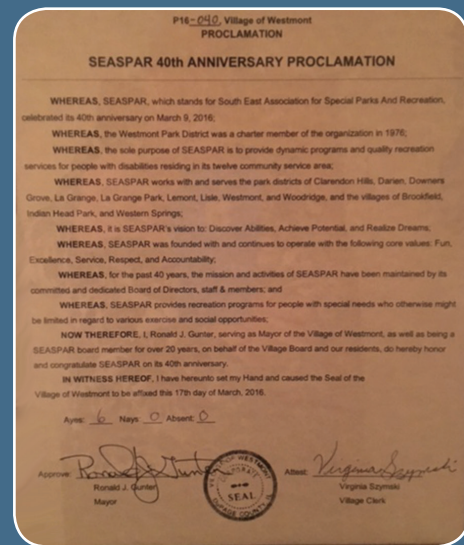 P16-040, Village of Westmont
PROCLAMATION
SEASPAR 40th ANNIVERSARY PROCLAMATION
WHEREAS, SEASPAR, which stands for South East Association for Special Parks And Recreation,
celebrated its 40th anniversary on March 9, 2016;
WHEREAS, the Westmont Park District was a charter member of the organization in 1976;
WHEREAS, the sole purpose of SEASPAR is to provide dynamic programs and quality recreation
services for people with disabilities residing in its twelve community service area;
WHEREAS, SEASPAR works with and serves the park districts of Clarendon Hills, Darien, Downers
Grove, La Grange, La Grange Park, Lemont, Lisle, Westmont, and Woodridge, and the villages of Brookfield,
Indian Head Park, and Western Springs;
WHEREAS, it is SEASPAR's vision to: Discover Abilities, Achieve Potential, and Realize Dreams;
WHEREAS, SEASPAR was founded with and continues to operate with the following core values: Fun,
Excellence, Service, Respect, and Accountability;
WHEREAS, for the past 40 years, the mission and activities of SEASPAR have been maintained by its
committed and dedicated Board of Directors, staff & members; and
WHEREAS, SEASPAR provides recreation programs for people with special needs who otherwise might
be limited in regard to various exercise and social opportunities;
NOW THEREFORE, I, Ronald J. Gunter, serving as Mayor of the Village of Westmont, as well as being a
SEASPAR board member for over 20 years, on behalf of the Village Board and our residents, do hereby honor
and congratulate SEASPAR on its 40th anniversary.
IN WITNESS HEREOF, I have hereunto set my Hand and caused the Seal of the
Village of Westmont to be affixed this 17th day of March, 2016.
Ayes: 6 Nays: 0 Absent: 0
Approve: Ronald J. Gunter
Attest: Virginia Szymski
Ronald J. Gunter
Virginia Szymski
Mayor
Village Clerk
VILLAGE OF WESTMONT
CORPORATE
SEAL
DUPAGE COUNTY, IL